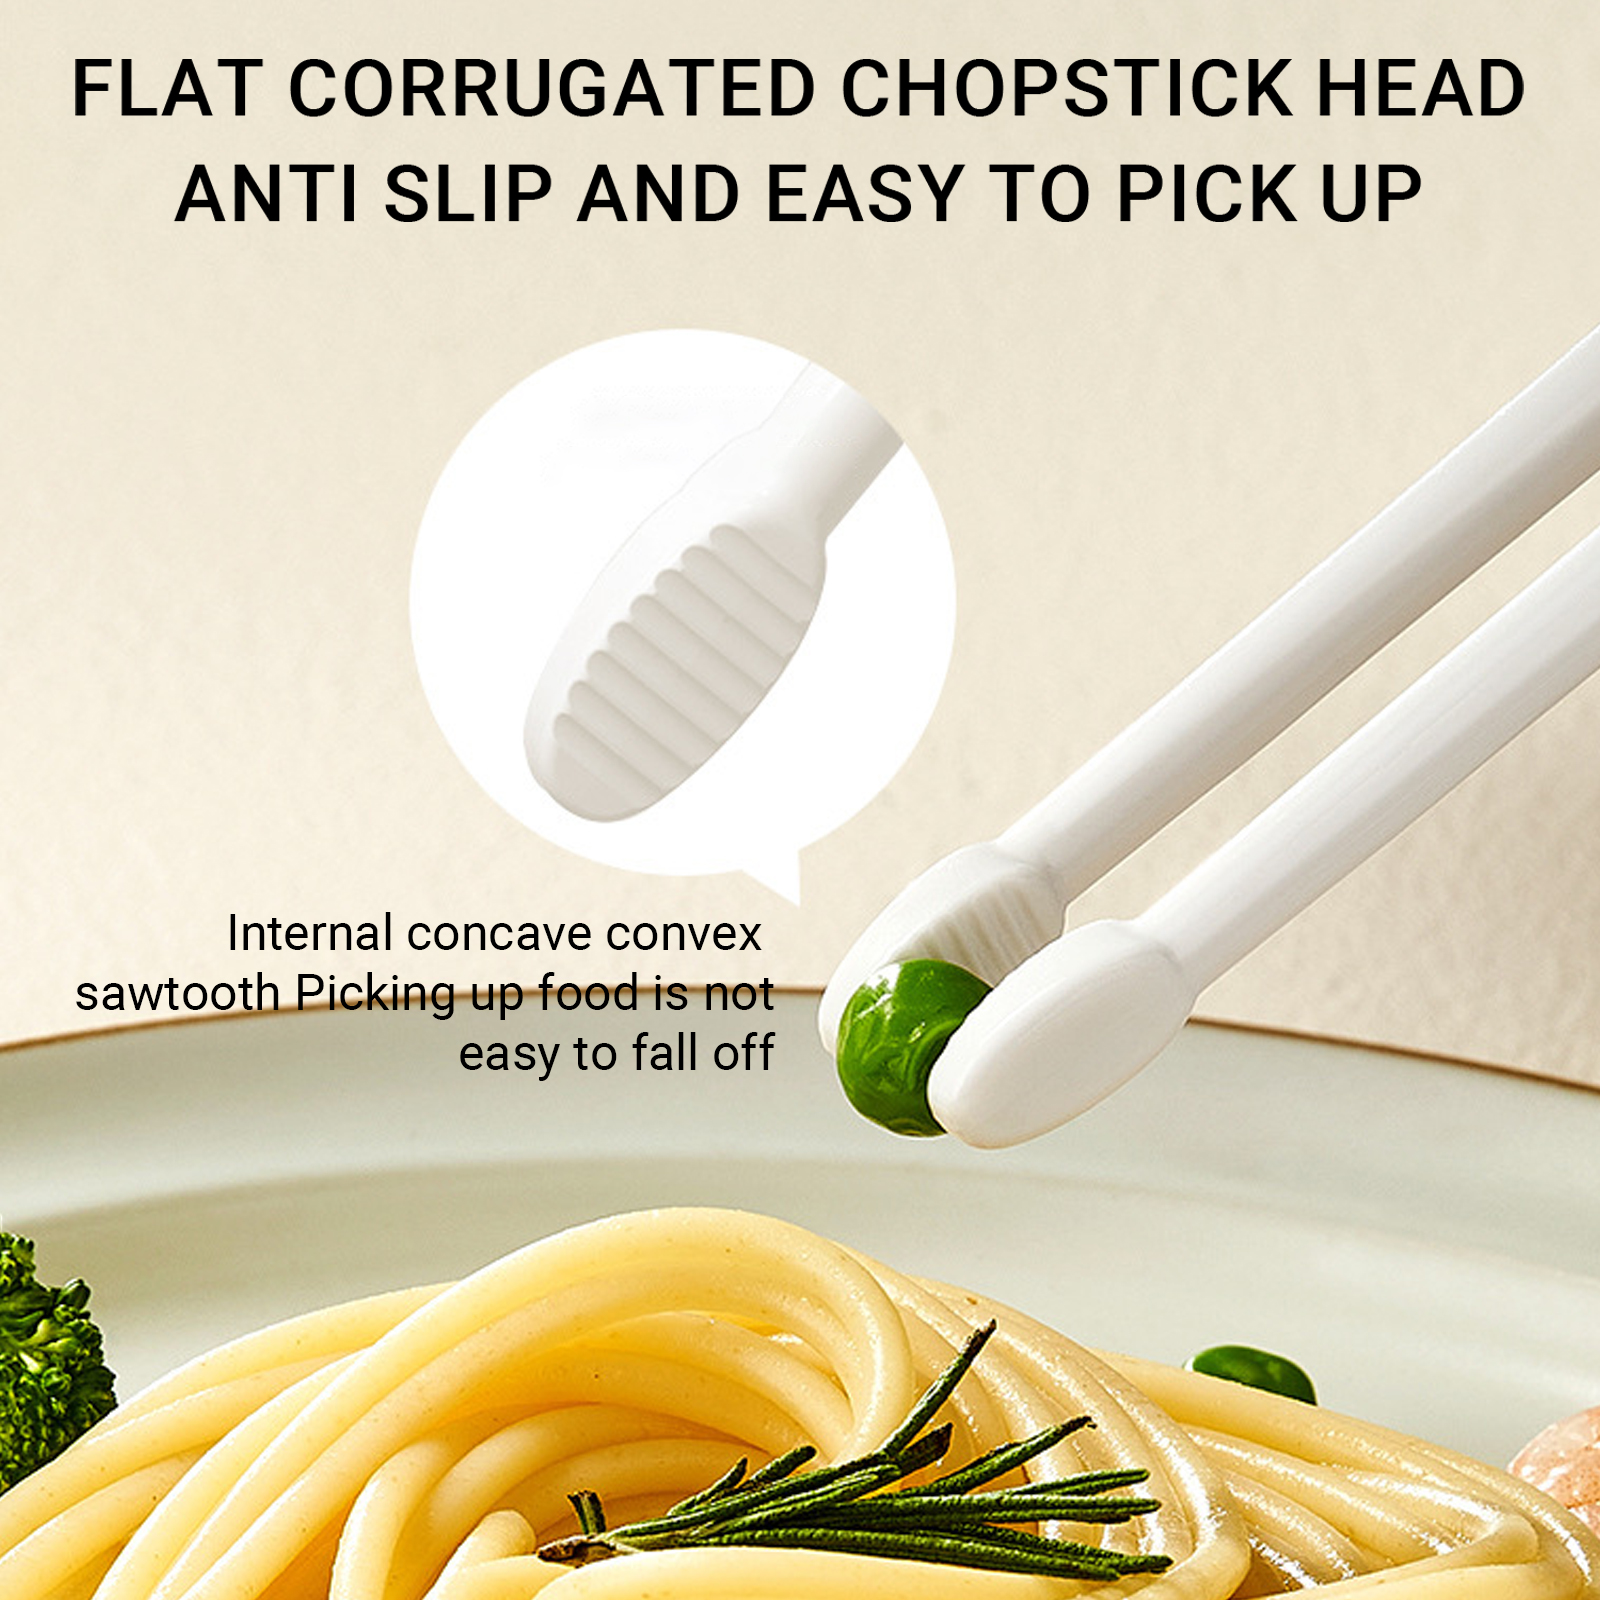 FLAT CORRUGATED CHOPSTICK HEAD
ANTI SLIP AND EASY TO PICK UP
Internal concave convex
sawtooth Picking up food is not
easy to fall off